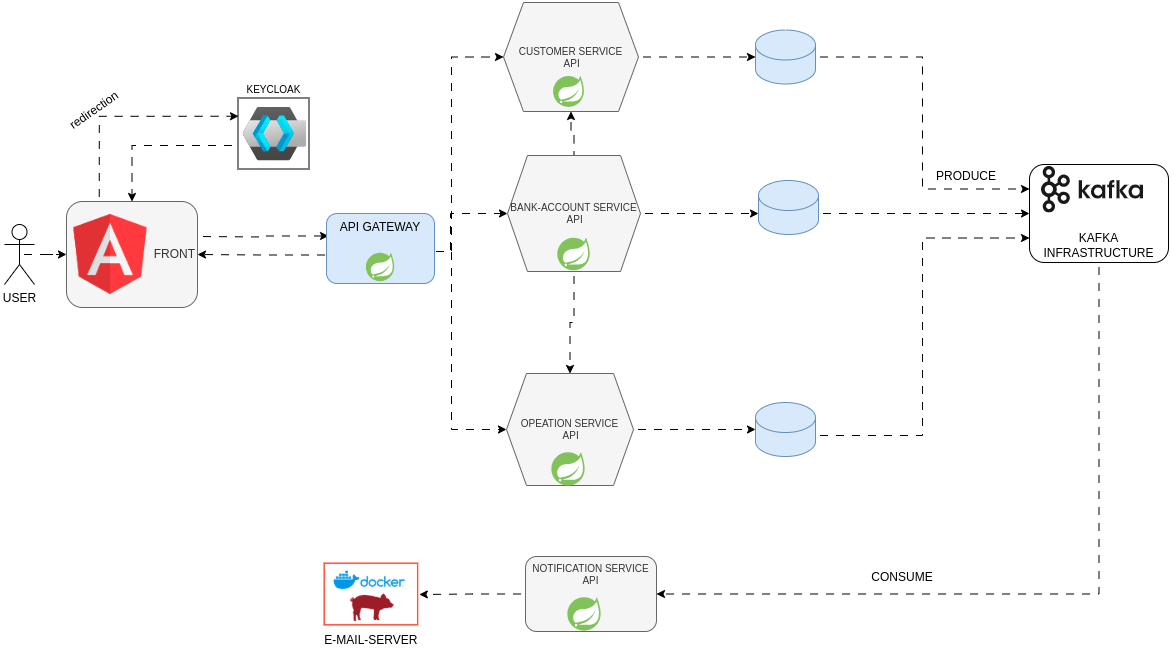 CUSTOMER SERVICE
API
KEYCLOAK
redirection
PRODUCE
kafka
BANK-ACCOUNT SERVICE
API
API GATEWAY
KAFKA
INFRASTRUCTURE
FRONT
USER
OPEATION SERVICE
API
NOTIFICATION SERVICE
API
CONSUME
docker
E-MAIL-SERVER